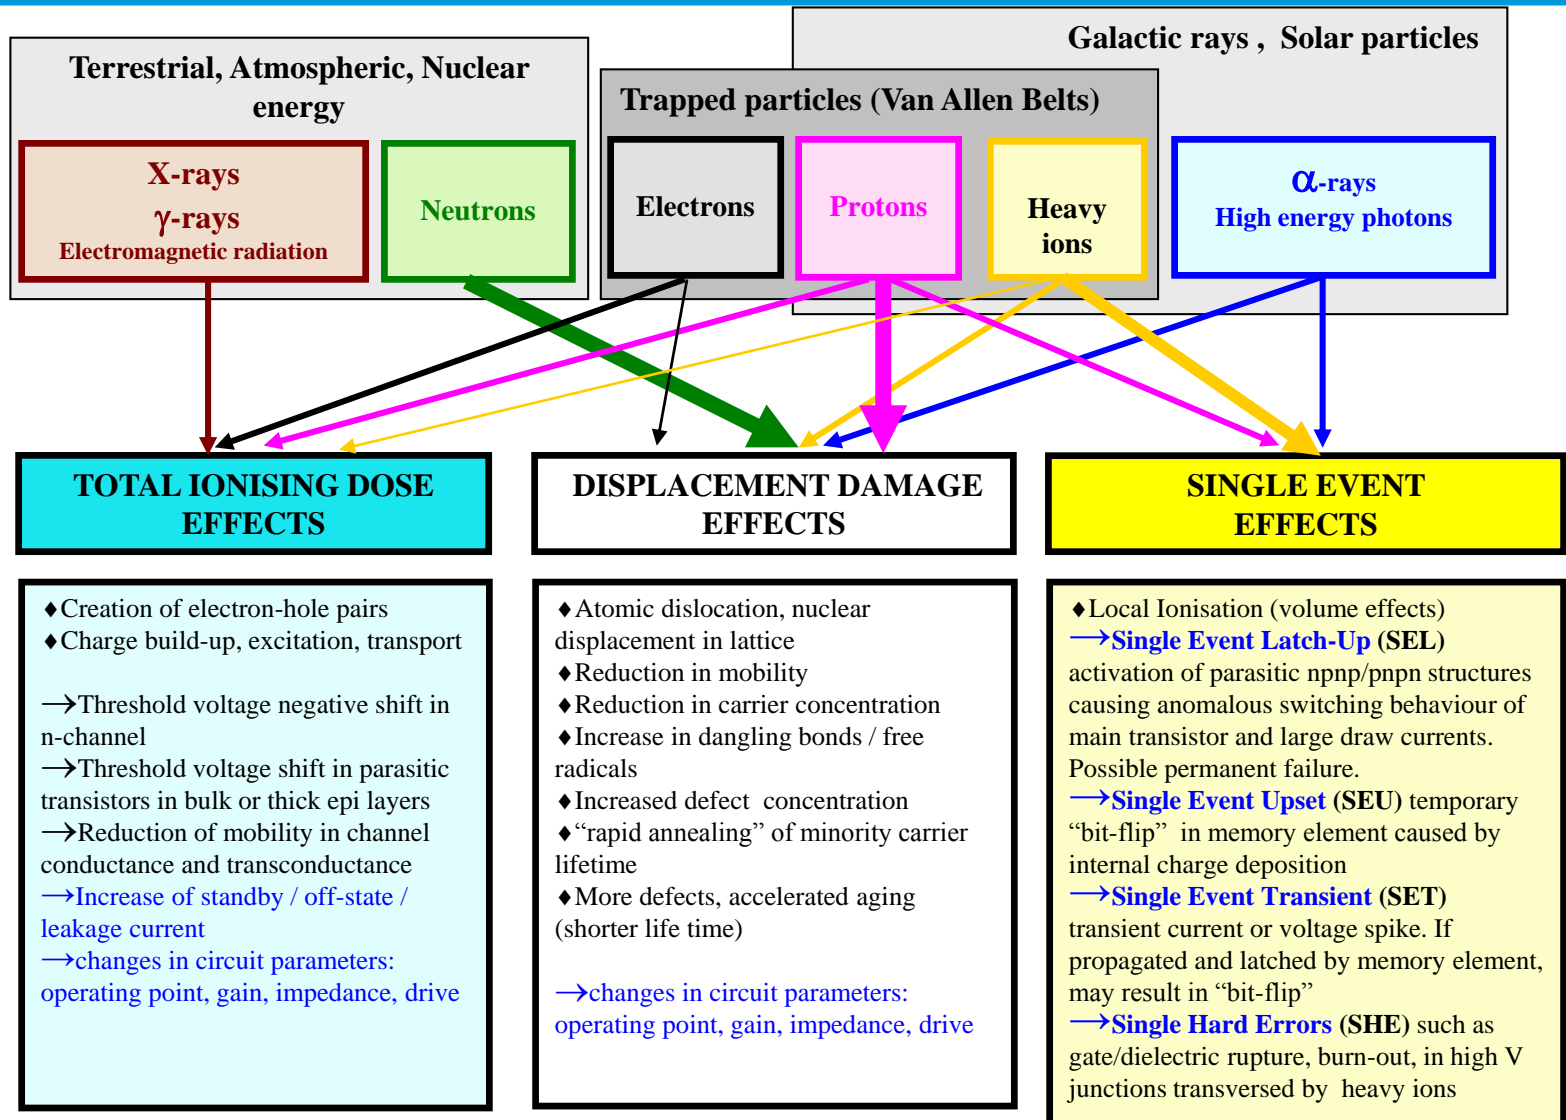 Galactic rays , Solar particles
Terrestrial, Atmospheric, Nuclear
energy
Trapped particles (Van Allen Belts)
X-rays
γ-rays
Electromagnetic radiation
Neutrons
Electrons
Protons
Heavy
ions
α-rays
High energy photons
TOTAL IONISING DOSE
EFFECTS
DISPLACEMENT DAMAGE
EFFECTS
SINGLE EVENT
EFFECTS
♦Creation of electron-hole pairs
♦Charge build-up, excitation, transport
→Threshold voltage negative shift in
n-channel
→Threshold voltage shift in parasitic
transistors in bulk or thick epi layers
→Reduction of mobility in channel
conductance and transconductance
→Increase of standby / off-state /
leakage current
→changes in circuit parameters:
operating point, gain, impedance, drive
♦Atomic dislocation, nuclear
displacement in lattice
♦Reduction in mobility
♦Reduction in carrier concentration
♦Increase in dangling bonds / free
radicals
♦Increased defect concentration
♦“rapid annealing” of minority carrier
lifetime
♦More defects, accelerated aging
(shorter life time)
→changes in circuit parameters:
operating point, gain, impedance, drive
♦Local Ionisation (volume effects)
→Single Event Latch-Up (SEL)
activation of parasitic npnp/pnpn structures
causing anomalous switching behaviour of
main transistor and large draw currents.
Possible permanent failure.
→Single Event Upset (SEU) temporary
“bit-flip” in memory element caused by
internal charge deposition
→Single Event Transient (SET)
transient current or voltage spike. If
propagated and latched by memory element,
may result in “bit-flip”
→Single Hard Errors (SHE) such as
gate/dielectric rupture, burn-out, in high V
junctions transversed by heavy ions